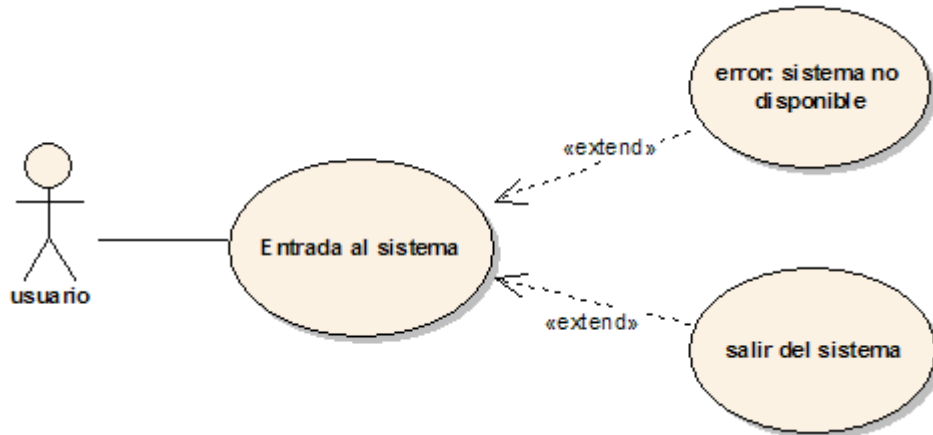 error: sistema no
disponible
«extend»
Entrada al sistema
usuario
«extend»
salir del sistema